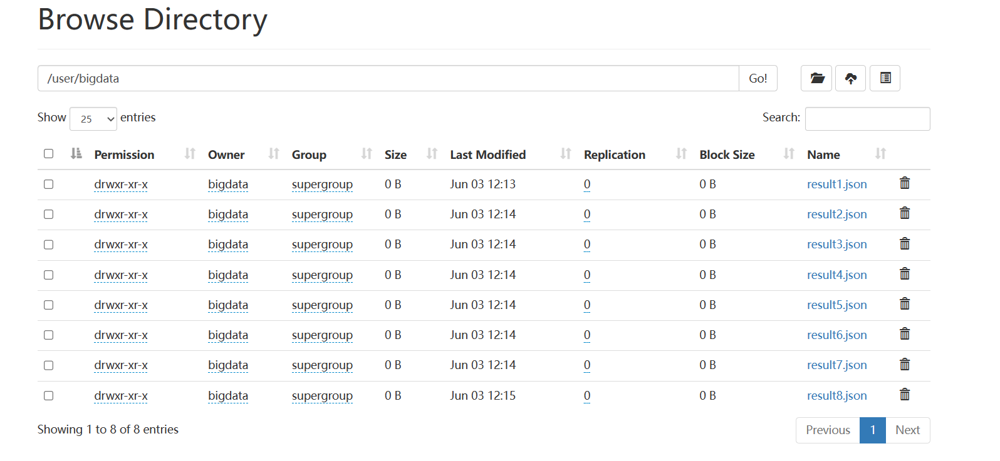 Browse Directory
/user/bigdata Go!
Show 25 entries Search:
Permission Owner Group Size Last Modified Replication Block Size Name
drwxr-xr-x bigdata supergroup 0 B Jun 03 12:13 0 0 B result1.json
drwxr-xr-x bigdata supergroup 0 B Jun 03 12:14 0 0 B result2.json
drwxr-xr-x bigdata supergroup 0 B Jun 03 12:14 0 0 B result3.json
drwxr-xr-x bigdata supergroup 0 B Jun 03 12:14 0 0 B result4.json
drwxr-xr-x bigdata supergroup 0 B Jun 03 12:14 0 0 B result5.json
drwxr-xr-x bigdata supergroup 0 B Jun 03 12:14 0 0 B result6.json
drwxr-xr-x bigdata supergroup 0 B Jun 03 12:14 0 0 B result7.json
drwxr-xr-x bigdata supergroup 0 B Jun 03 12:15 0 0 B result8.json
Showing 1 to 8 of 8 entries Previous 1 Next